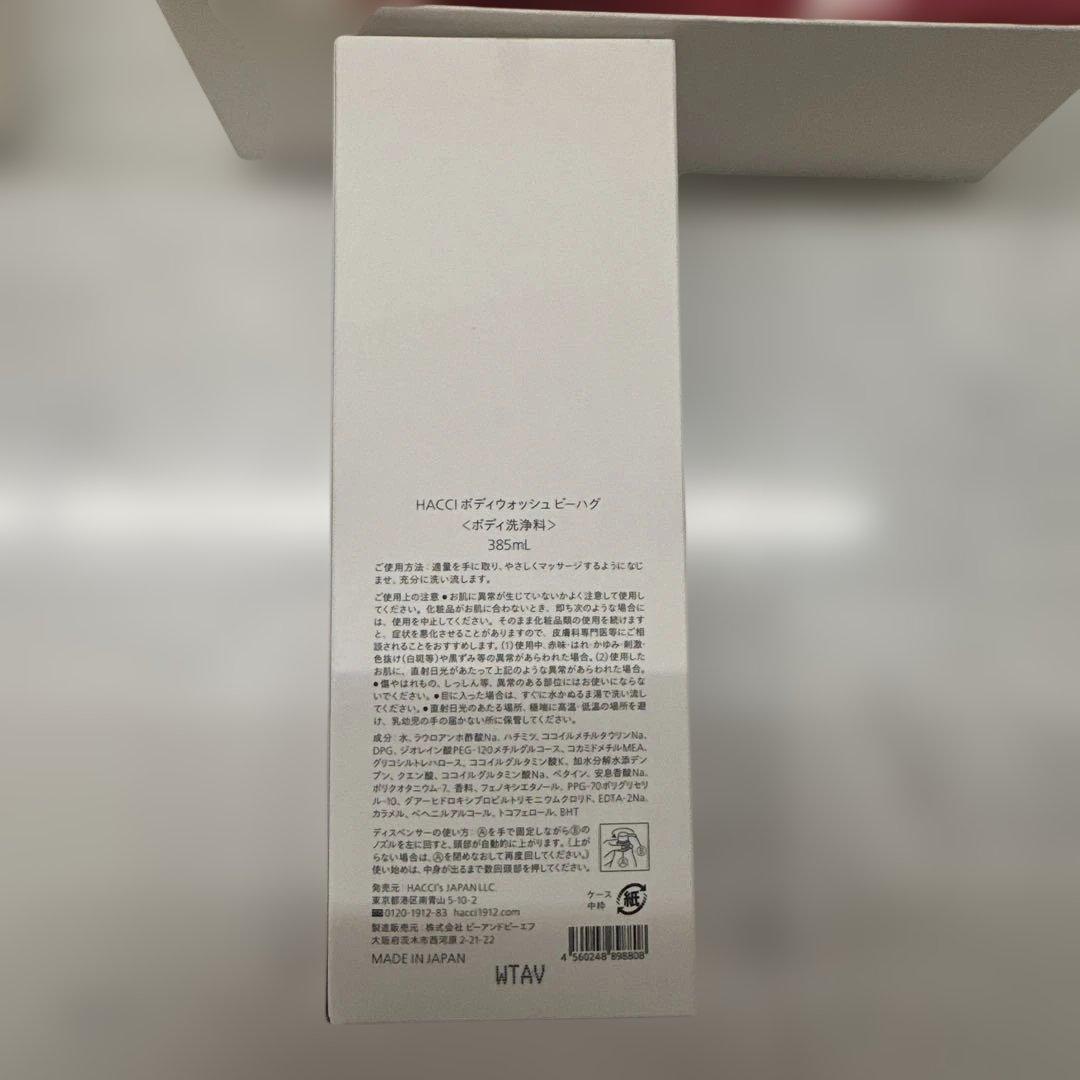 HACCI ボディウォッシュ ビーハグ
＜ボディ洗浄料＞
385mL
ご使用方法：適量を手に取り、やさしくマッサージするようになじ
ませ、充分に洗い流します。
ご使用上の注意 ●お肌に異常が生じていないかよく注意して使用し
てください。化粧品がお肌に合わないとき、即ち次のような場合に
は、使用を中止してください。そのまま化粧品類の使用を続けます
と、症状を悪化させることがありますので、皮膚科専門医等にご相
談されることをおすすめします。(1)使用中、赤味・はれ・かゆみ・刺激・
色抜け(白斑等)や黒ずみ等の異常があらわれた場合。(2)使用した
お肌に、直射日光があたって上記のような異常があらわれた場合。
●傷やはれもの、しっしん等、異常のある部位にはお使いにならな
いでください。●目に入った場合は、すぐに水かぬるま湯で洗い流し
てください。●直射日光のあたる場所、極端に高温・低温の場所を避
け、乳幼児の手の届かない所に保管してください。
成分：水、ラウロアンホ酢酸Na、ハチミツ、ココイルメチルタウリンNa、
DPG、ジオレイン酸PEG-120メチルグルコース、コカミドメチルMEA、
グリコシルトレハロース、ココイルグルタミン酸K、加水分解水添デン
プン、クエン酸、ココイルグルタミン酸Na、ベタイン、安息香酸Na、
ポリクオタニウム-7、香料、フェノキシエタノール、PPG-70ポリグリセリ
ル-10、グアーヒドロキシプロピルトリモニウムクロリド、EDTA-2Na、
カラメル、ベヘニルアルコール、トコフェロール、BHT
ディスペンサーの使い方：Ⓐを手で固定しながらⒷの
ノズルを左に回すと、頭部が自動的に上がります。(上が
らない場合は、Ⓐを閉めなおして再度回してください。)
使い始めは、中身が出るまで数回頭部を押してください。
Ⓐ Ⓑ
発売元：HACCI's JAPAN LLC.
東京都港区南青山 5-10-2
0120-1912-83 hacci1912.com
製造販売元：株式会社 ピーアンドピーエフ
大阪府茨木市西河原 2-21-22
MADE IN JAPAN
ケース
中枠
紙
4 560248 898808
WTAV